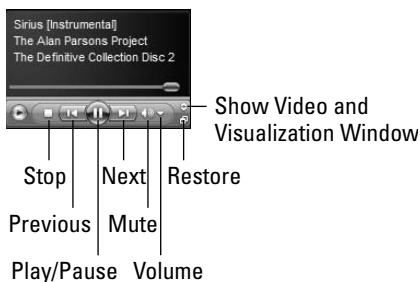 Sirius [Instrumental]
The Alan Parsons Project
The Definitive Collection Disc 2
Show Video and
Visualization Window
Stop Next Restore
Previous Mute
Play/Pause Volume